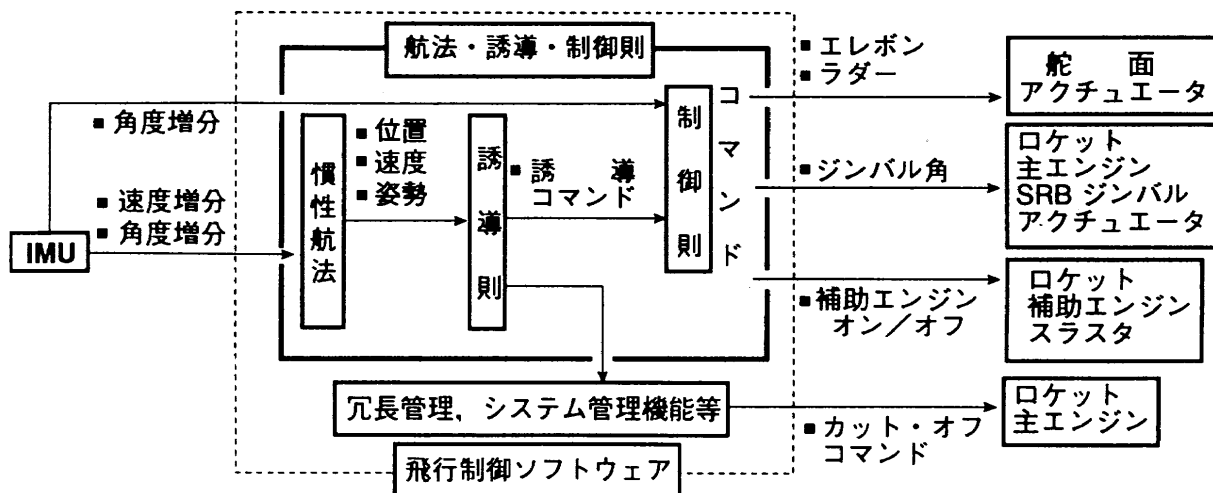 航法・誘導・制御則
■エレボン
■ラダー
舵 面
アクチュエータ
■角度増分
■位置
■速度
■姿勢
慣性航法
誘導則
■誘 導
コマンド
制御則
コマンド
■ジンバル角
ロケット
主エンジン
SRB ジンバル
アクチュエータ
■速度増分
■角度増分
IMU
■補助エンジン
オン／オフ
ロケット
補助エンジン
スラスタ
冗長管理，システム管理機能等
■カット・オフ
コマンド
ロケット
主エンジン
飛行制御ソフトウェア